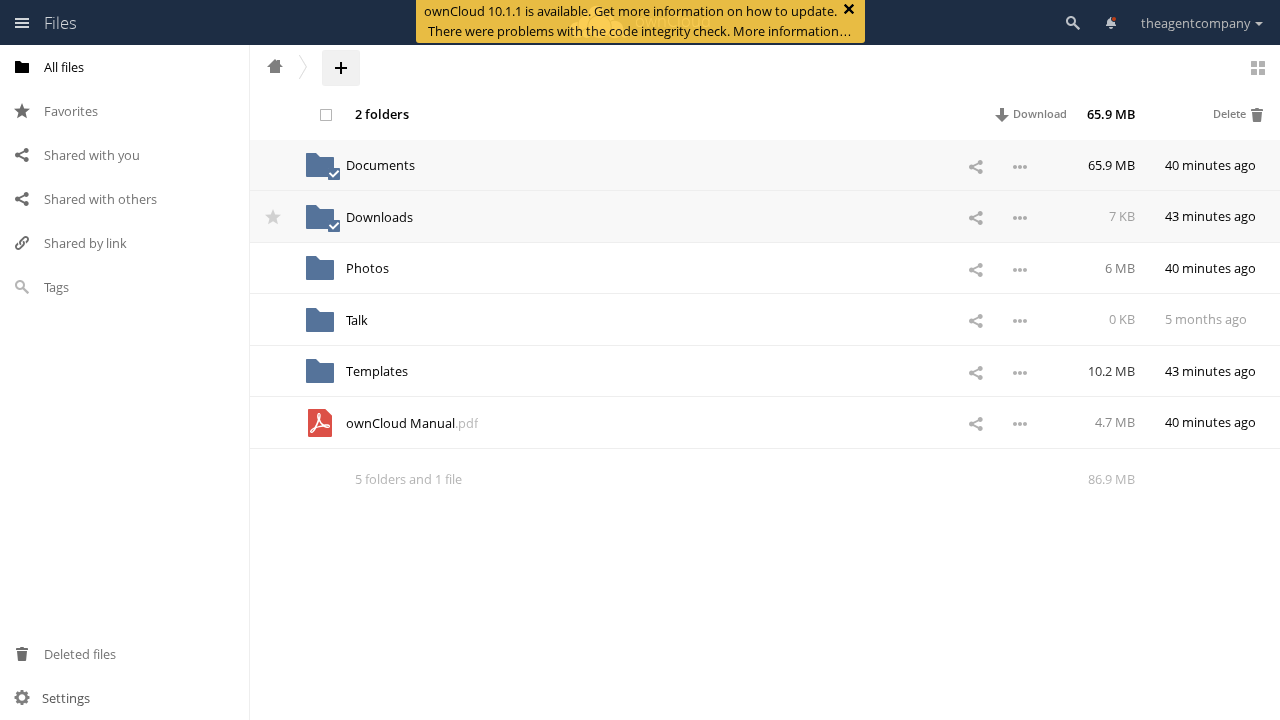 Files
ownCloud 10.1.1 is available. Get more information on how to update.
There were problems with the code integrity check. More information…
theagentcompany
All files
Favorites
Shared with you
Shared with others
Shared by link
Tags
Deleted files
Settings
2 folders
Download
65.9 MB
Delete
Documents 65.9 MB 40 minutes ago
Downloads 7 KB 43 minutes ago
Photos 6 MB 40 minutes ago
Talk 0 KB 5 months ago
Templates 10.2 MB 43 minutes ago
ownCloud Manual.pdf 4.7 MB 40 minutes ago
5 folders and 1 file 86.9 MB